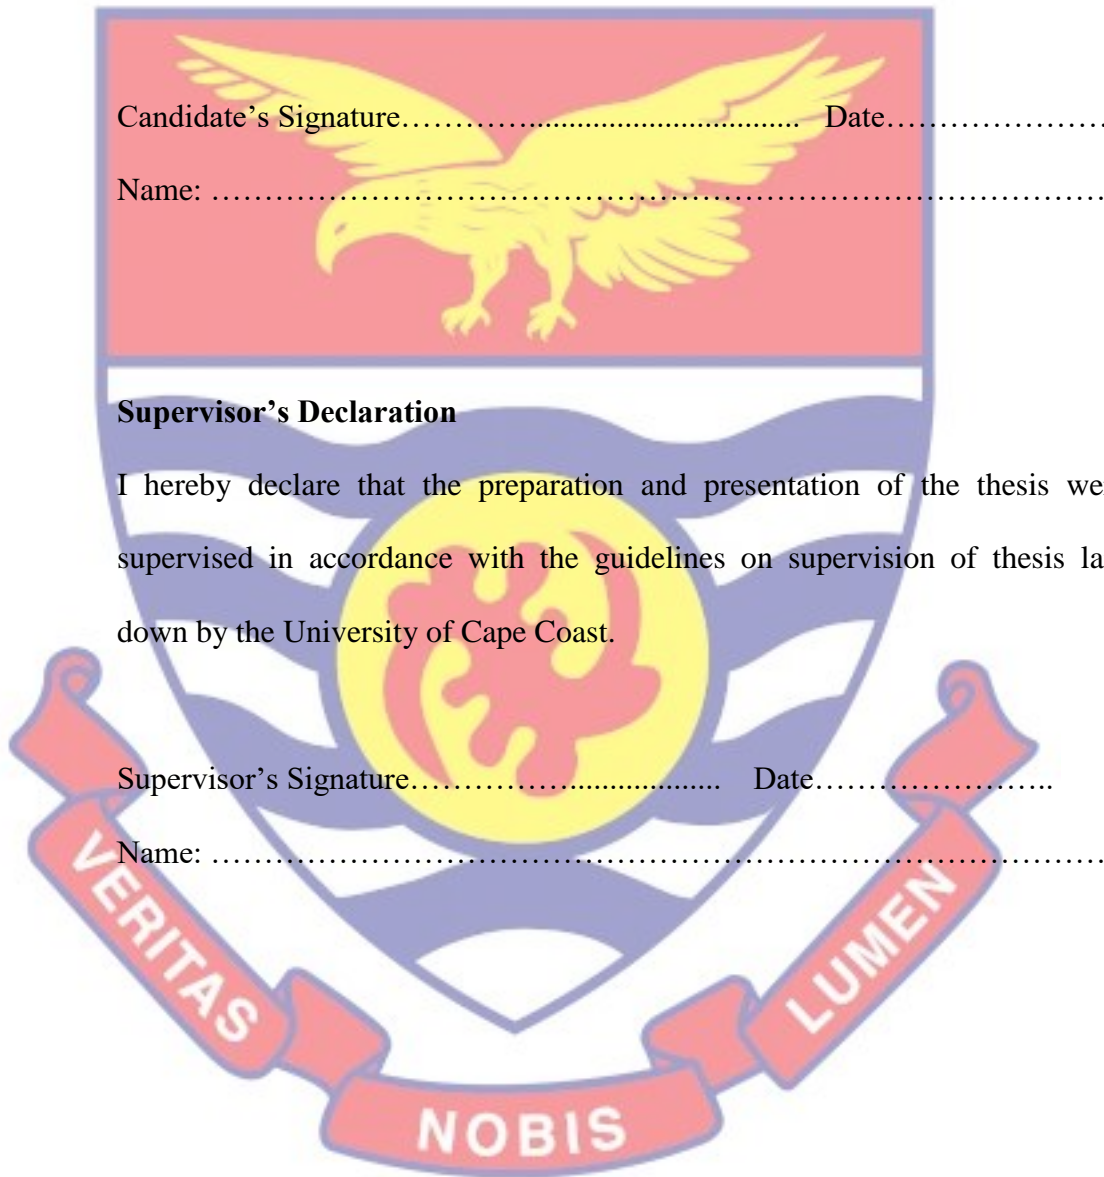 Candidate’s Signature…………................................ Date…………………
Name: ……………………………………………………………………………
Supervisor’s Declaration
I hereby declare that the preparation and presentation of the thesis we
supervised in accordance with the guidelines on supervision of thesis la
down by the University of Cape Coast.
Supervisor’s Signature……………..................... Date…………………..
Name: ……………………………………………………………………………
VERITAS
NOBIS
LUMEN